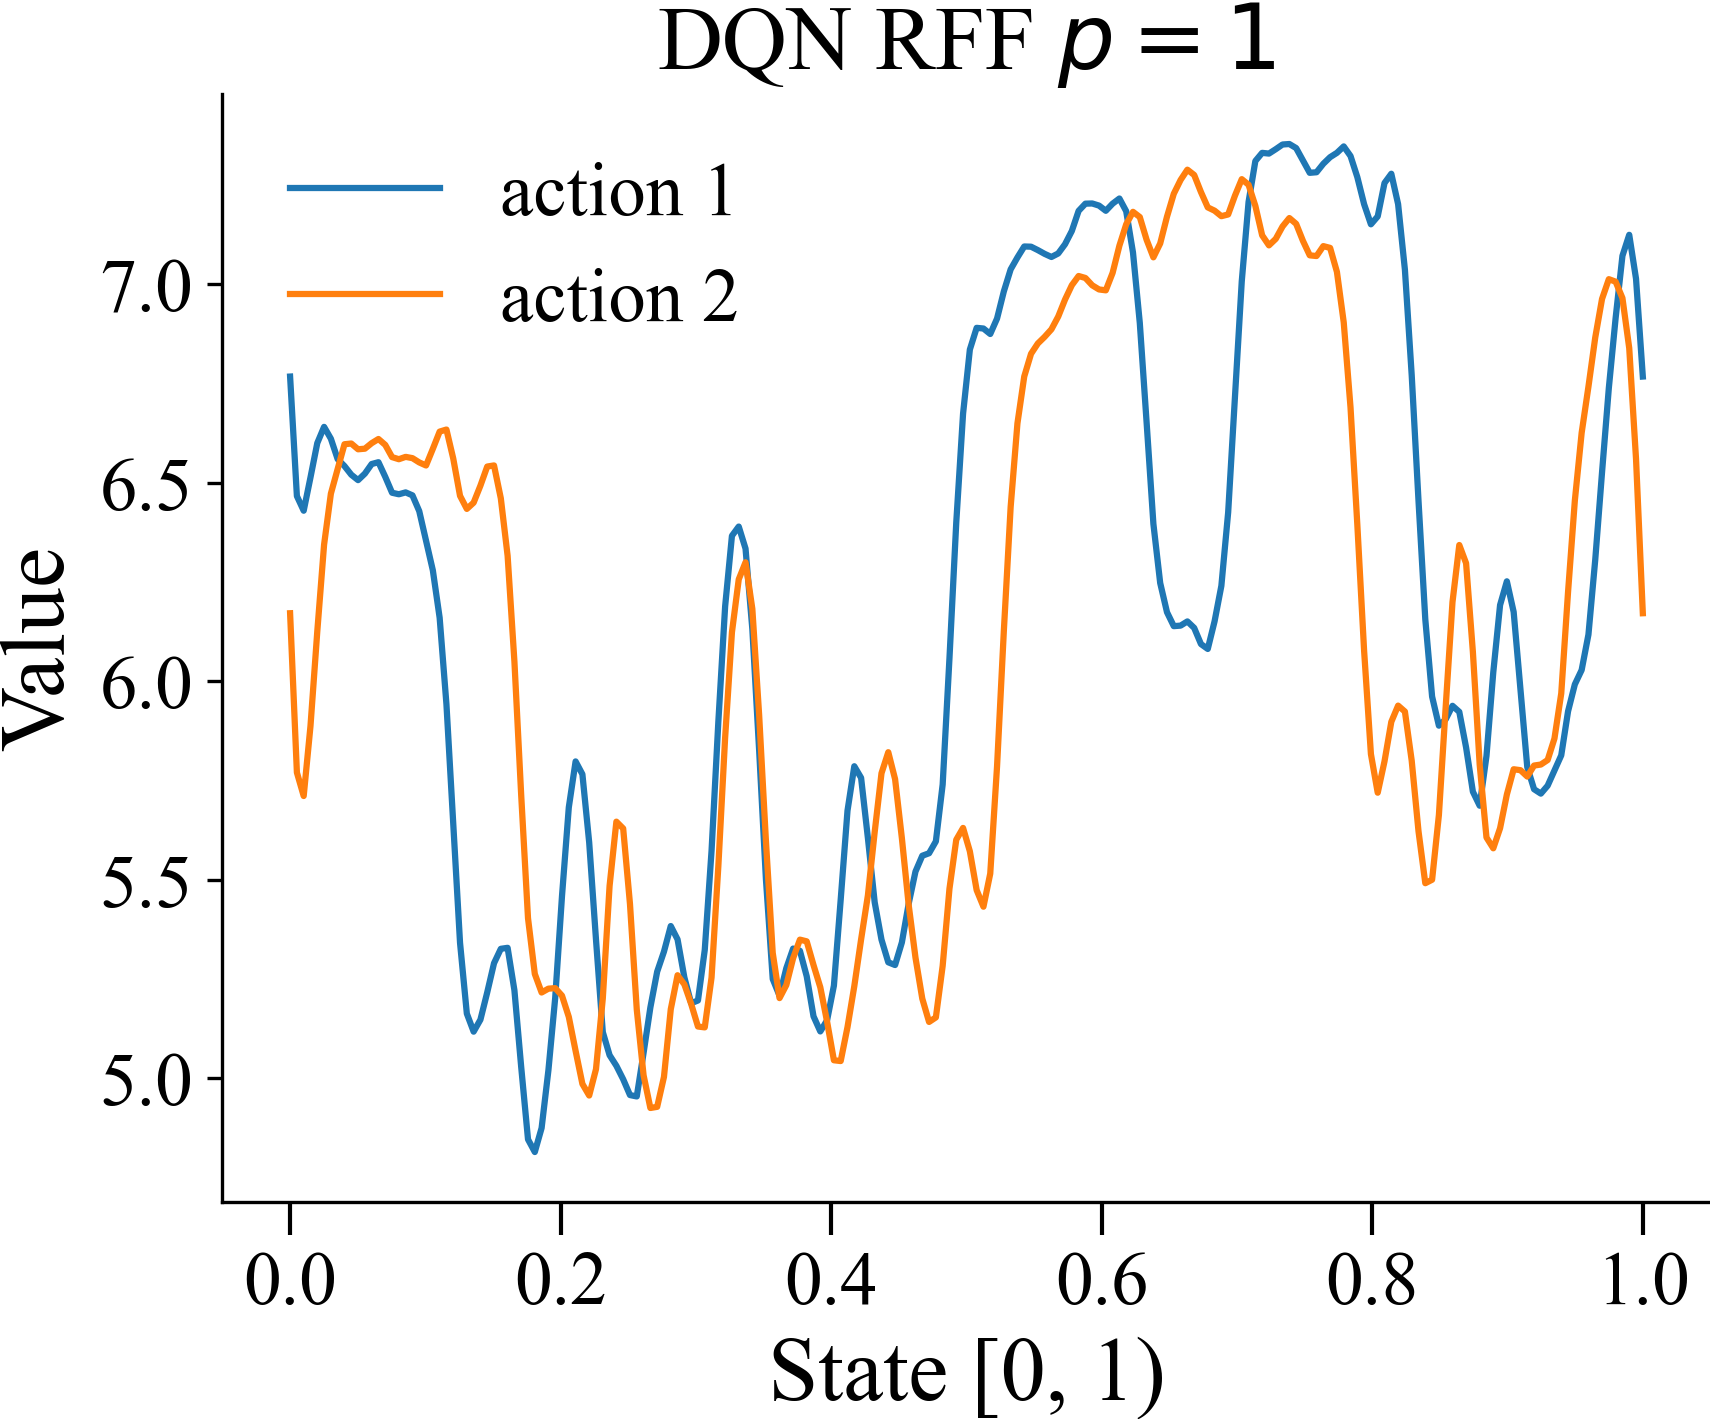 DQN RFF p = 1
action 1
action 2
Value
7.0
6.5
6.0
5.5
5.0
0.0 0.2 0.4 0.6 0.8 1.0
State [0, 1)